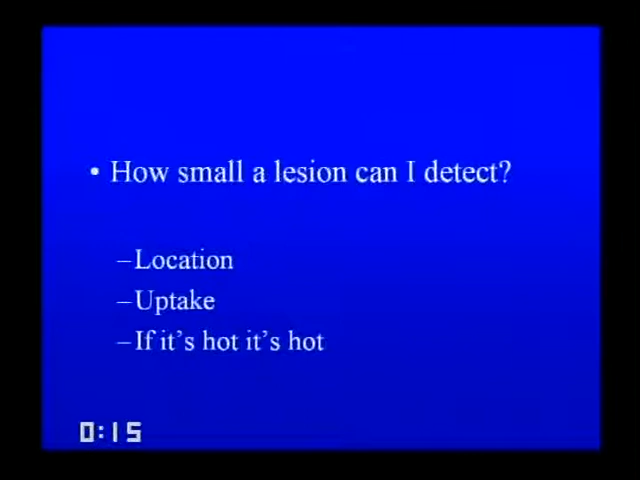 • How small a lesion can I detect?
–Location
–Uptake
–If it's hot it's hot
0:15